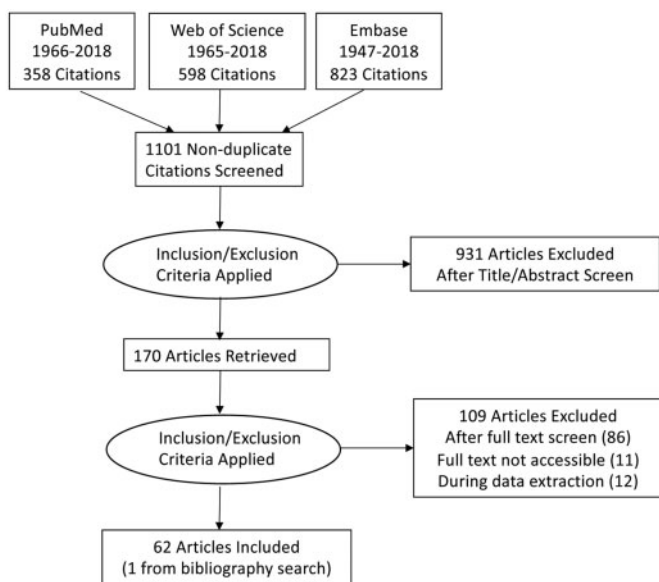 PubMed
1966-2018
358 Citations
Web of Science
1965-2018
598 Citations
Embase
1947-2018
823 Citations
1101 Non-duplicate
Citations Screened
Inclusion/Exclusion
Criteria Applied
931 Articles Excluded
After Title/Abstract Screen
170 Articles Retrieved
Inclusion/Exclusion
Criteria Applied
109 Articles Excluded
After full text screen (86)
Full text not accessible (11)
During data extraction (12)
62 Articles Included
(1 from bibliography search)